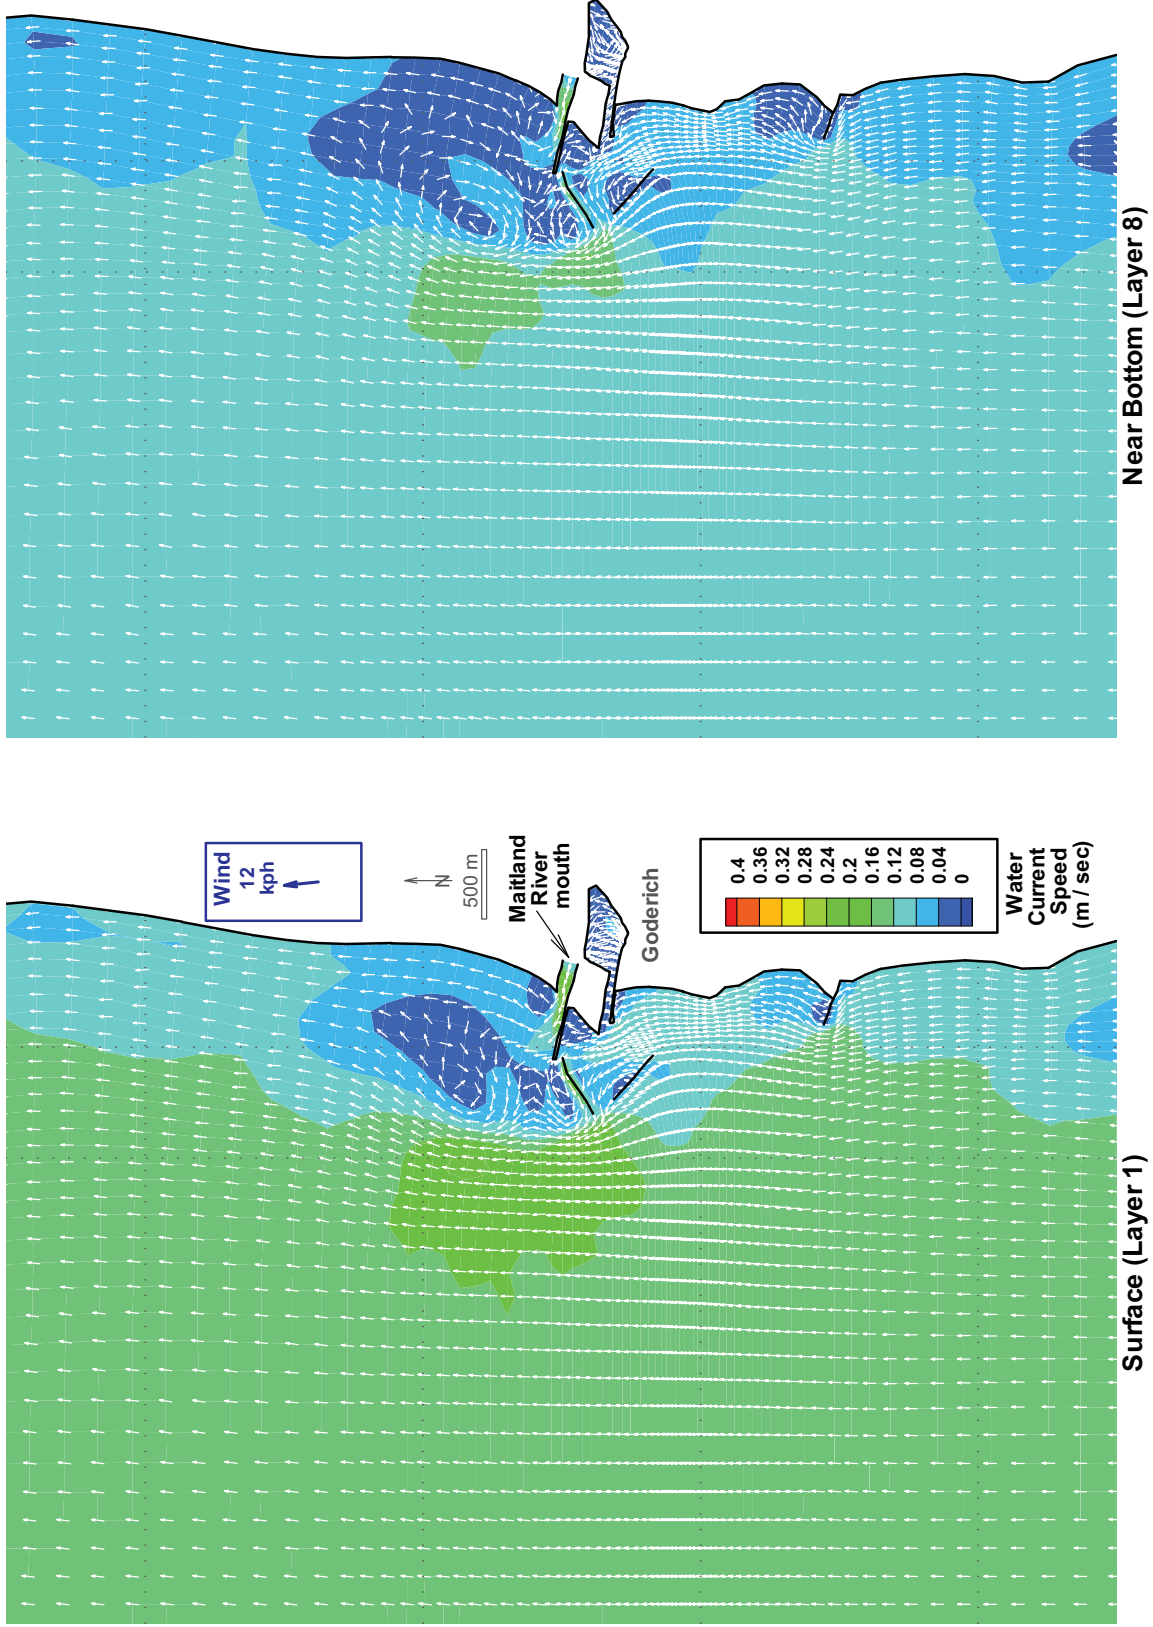 Surface (Layer 1)
Near Bottom (Layer 8)
Wind
12
kph
N
500 m
Maitland
River
mouth
Goderich
0.4
0.36
0.32
0.28
0.24
0.2
0.16
0.12
0.08
0.04
0
Water
Current
Speed
(m / sec)